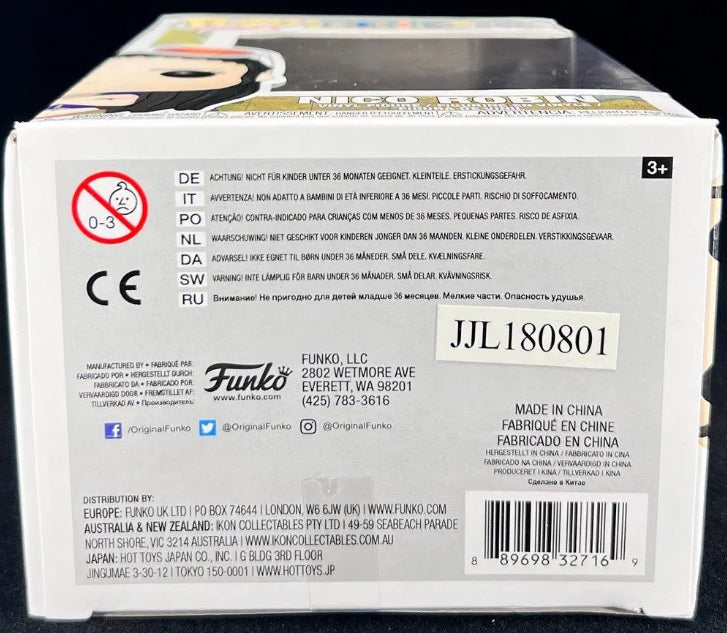 NICO ROBIN
3+
0-3
DE ACHTUNG! NICHT FÜR KINDER UNTER 36 MONATEN GEEIGNET. KLEINTEILE. ERSTICKUNGSGEFAHR.
IT AVVERTENZA! NON ADATTO A BAMBINI DI ETÀ INFERIORE A 36 MESI. PICCOLE PARTI. RISCHIO DI SOFFOCAMENTO.
PO ATENÇÃO! CONTRA-INDICADO PARA CRIANÇAS COM MENOS DE 36 MESES. PEQUENAS PARTES. RISCO DE ASFIXIA.
NL WAARSCHUWING! NIET GESCHIKT VOOR KINDEREN JONGER DAN 36 MAANDEN. KLEINE ONDERDELEN. VERSTIKKINGSGEVAAR.
DA ADVARSEL! IKKE EGNET TIL BØRN UNDER 36 MÅNEDER. SMÅ DELE. KVÆLNINGSFARE.
SW VARNING! INTE LÄMPLIG FÖR BARN UNDER 36 MÅNADER. SMÅ DELAR. KVÄVNINGSRISK.
RU Внимание! Не пригодно для детей младше 36 месяцев. Мелкие части. Опасность удушья.
CE
JJL180801
MANUFACTURED BY • FABRIQUÉ PAR:
FABRICADO POR • HERGESTELLT DURCH:
FABBRICATO DA • FABRICADO POR:
VERVAARDIGD DOOR • FREMSTILLET AF:
TILLVERKAD AV • Производитель:
Funko
www.funko.com
FUNKO, LLC
2802 WETMORE AVE
EVERETT, WA 98201
(425) 783-3616
/OriginalFunko @OriginalFunko @OriginalFunko
MADE IN CHINA
FABRIQUÉ EN CHINE
FABRICADO EN CHINA
HERGESTELLT IN CHINA / FABBRICATO IN CINA
FABRICADO NA CHINA / VERVAARDIGD IN CHINA
PRODUCERET I KINA / TILLVERKAD I KINA
Сделано в Китае
DISTRIBUTION BY:
EUROPE: FUNKO UK LTD | PO BOX 74644 | LONDON, W6 6JW (UK) | WWW.FUNKO.COM
AUSTRALIA & NEW ZEALAND: IKON COLLECTABLES PTY LTD | 49-59 SEABEACH PARADE
NORTH SHORE, VIC 3214 AUSTRALIA | WWW.IKONCOLLECTABLES.COM.AU
JAPAN: HOT TOYS JAPAN CO., INC. | G BLDG 3RD FLOOR
JINGUMAE 3-30-12 | TOKYO 150-0001 | WWW.HOTTOYS.JP
8 89698 32716 9